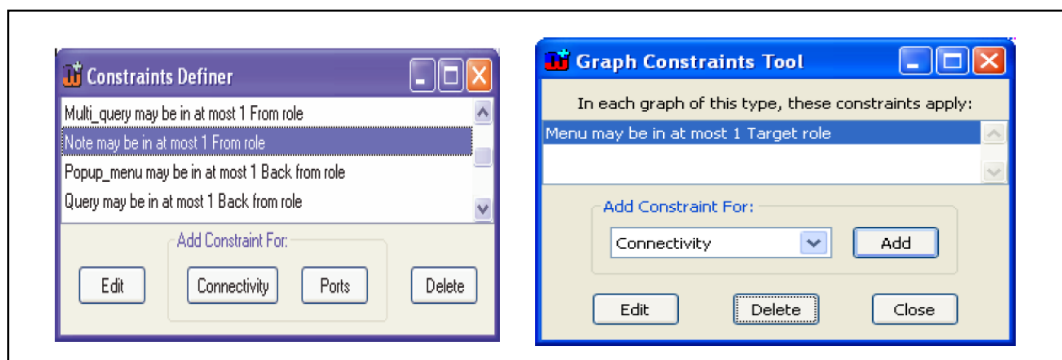 Constraints Definer
Multi_query may be in at most 1 From role
Note may be in at most 1 From role
Popup_menu may be in at most 1 Back from role
Query may be in at most 1 Back from role
Add Constraint For:
Edit
Connectivity
Ports
Delete
Graph Constraints Tool
In each graph of this type, these constraints apply:
Menu may be in at most 1 Target role
Add Constraint For:
Connectivity
Add
Edit
Delete
Close